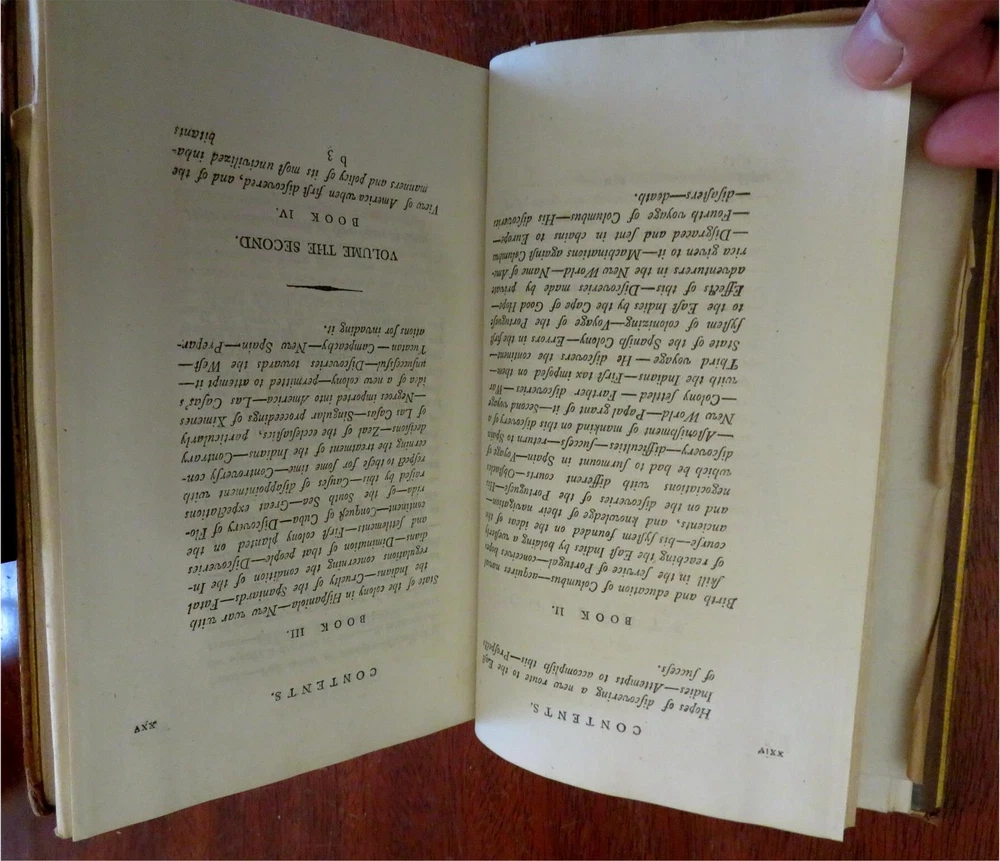 xxiv
CONTENTS.
Hopes of diſcovering a new route to the Eaſt
Indies—Attempts to accompliſh this—Proſpects
of ſucceſs.
BOOK II.
Birth and education of Columbus—acquires naval
ſkill in the ſervice of Portugal—conceives hopes
of reaching the Eaſt Indies by holding a weſterly
courſe—his ſyſtem founded on the ideas of the
ancients, and knowledge of their navigation—
and on the diſcoveries of the Portugueſe—His
negotiations with different courts—Obſtacles
which he had to ſurmount in Spain—Voyage of
diſcovery—difficulties—ſucceſs—return to Spain
—Aſtoniſhment of mankind on this diſcovery of a
New World—Papal grant of it—Second voyage
—Colony ſettled—Farther diſcoveries—War
with the Indians—Firſt tax impoſed on them—
Third voyage—He diſcovers the continent—
State of the Spaniſh Colony—Errors in the firſt
ſyſtem of colonizing—Voyage of the Portugueſe
to the Eaſt Indies by the Cape of Good Hope—
Effects of this—Diſcoveries made by private
adventurers in the New World—Name of Ame-
rica given to it—Machinations againſt Columbus
—Diſgraced and ſent in chains to Europe—
—Fourth voyage of Columbus—His diſcoveries
—diſaſters—death.
xxv
CONTENTS.
BOOK III.
State of the colony in Hiſpaniola—New war with
the Indians—Cruelty of the Spaniards—Fatal
regulations concerning the condition of the In-
dians—Diminution of that people—Diſcoveries
and ſettlements—Firſt colony planted on the
continent—Conqueſt of Cuba—Diſcovery of Flo-
rida—of the South Sea—Great expectations
raiſed by this—Cauſes of diſappointment with
reſpect to theſe for ſome time—Controverſy con-
cerning the treatment of the Indians—Contrary
deciſions—Zeal of the eccleſiaſtics, particularly
of Las Caſas—Singular proceedings of Ximenes
—Negroes imported into America—Las Caſas's
idea of a new colony—permitted to attempt it—
unſucceſsful—Diſcoveries towards the Weſt—
Yucatan—Campeachy—New Spain—Prepar-
ations for invading it.
VOLUME THE SECOND.
BOOK IV.
View of America when firſt diſcovered, and of the
manners and policy of its moſt uncivilized inha-
b 3
bitants